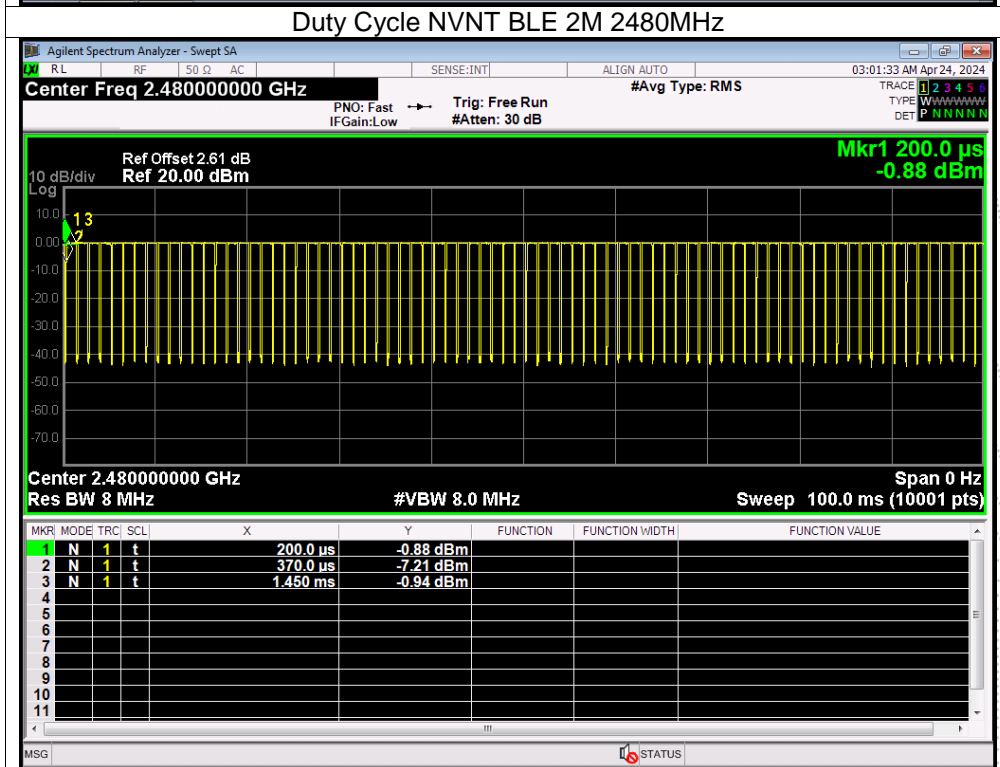 Duty Cycle NVNT BLE 2M 2480MHz
Agilent Spectrum Analyzer - Swept SA
LXI RL RF 50 Ω AC SENSE:INT ALIGN AUTO 03:01:33 AM Apr 24, 2024
Center Freq 2.480000000 GHz #Avg Type: RMS TRACE 1 2 3 4 5 6
PNO: Fast Trig: Free Run TYPE WWWWWW
IFGain:Low #Atten: 30 dB DET P N N N N N
Mkr1 200.0 µs
Ref Offset 2.61 dB
10 dB/div Ref 20.00 dBm -0.88 dBm
Log
10.0
1 3
2
0.00
-10.0
-20.0
-30.0
-40.0
-50.0
-60.0
-70.0
Center 2.480000000 GHz Span 0 Hz
Res BW 8 MHz #VBW 8.0 MHz Sweep 100.0 ms (10001 pts)
MKR MODE TRC SCL X Y FUNCTION FUNCTION WIDTH FUNCTION VALUE
1 N 1 t 200.0 µs -0.88 dBm
2 N 1 t 370.0 µs -7.21 dBm
3 N 1 t 1.450 ms -0.94 dBm
4
5
6
7
8
9
10
11
MSG STATUS